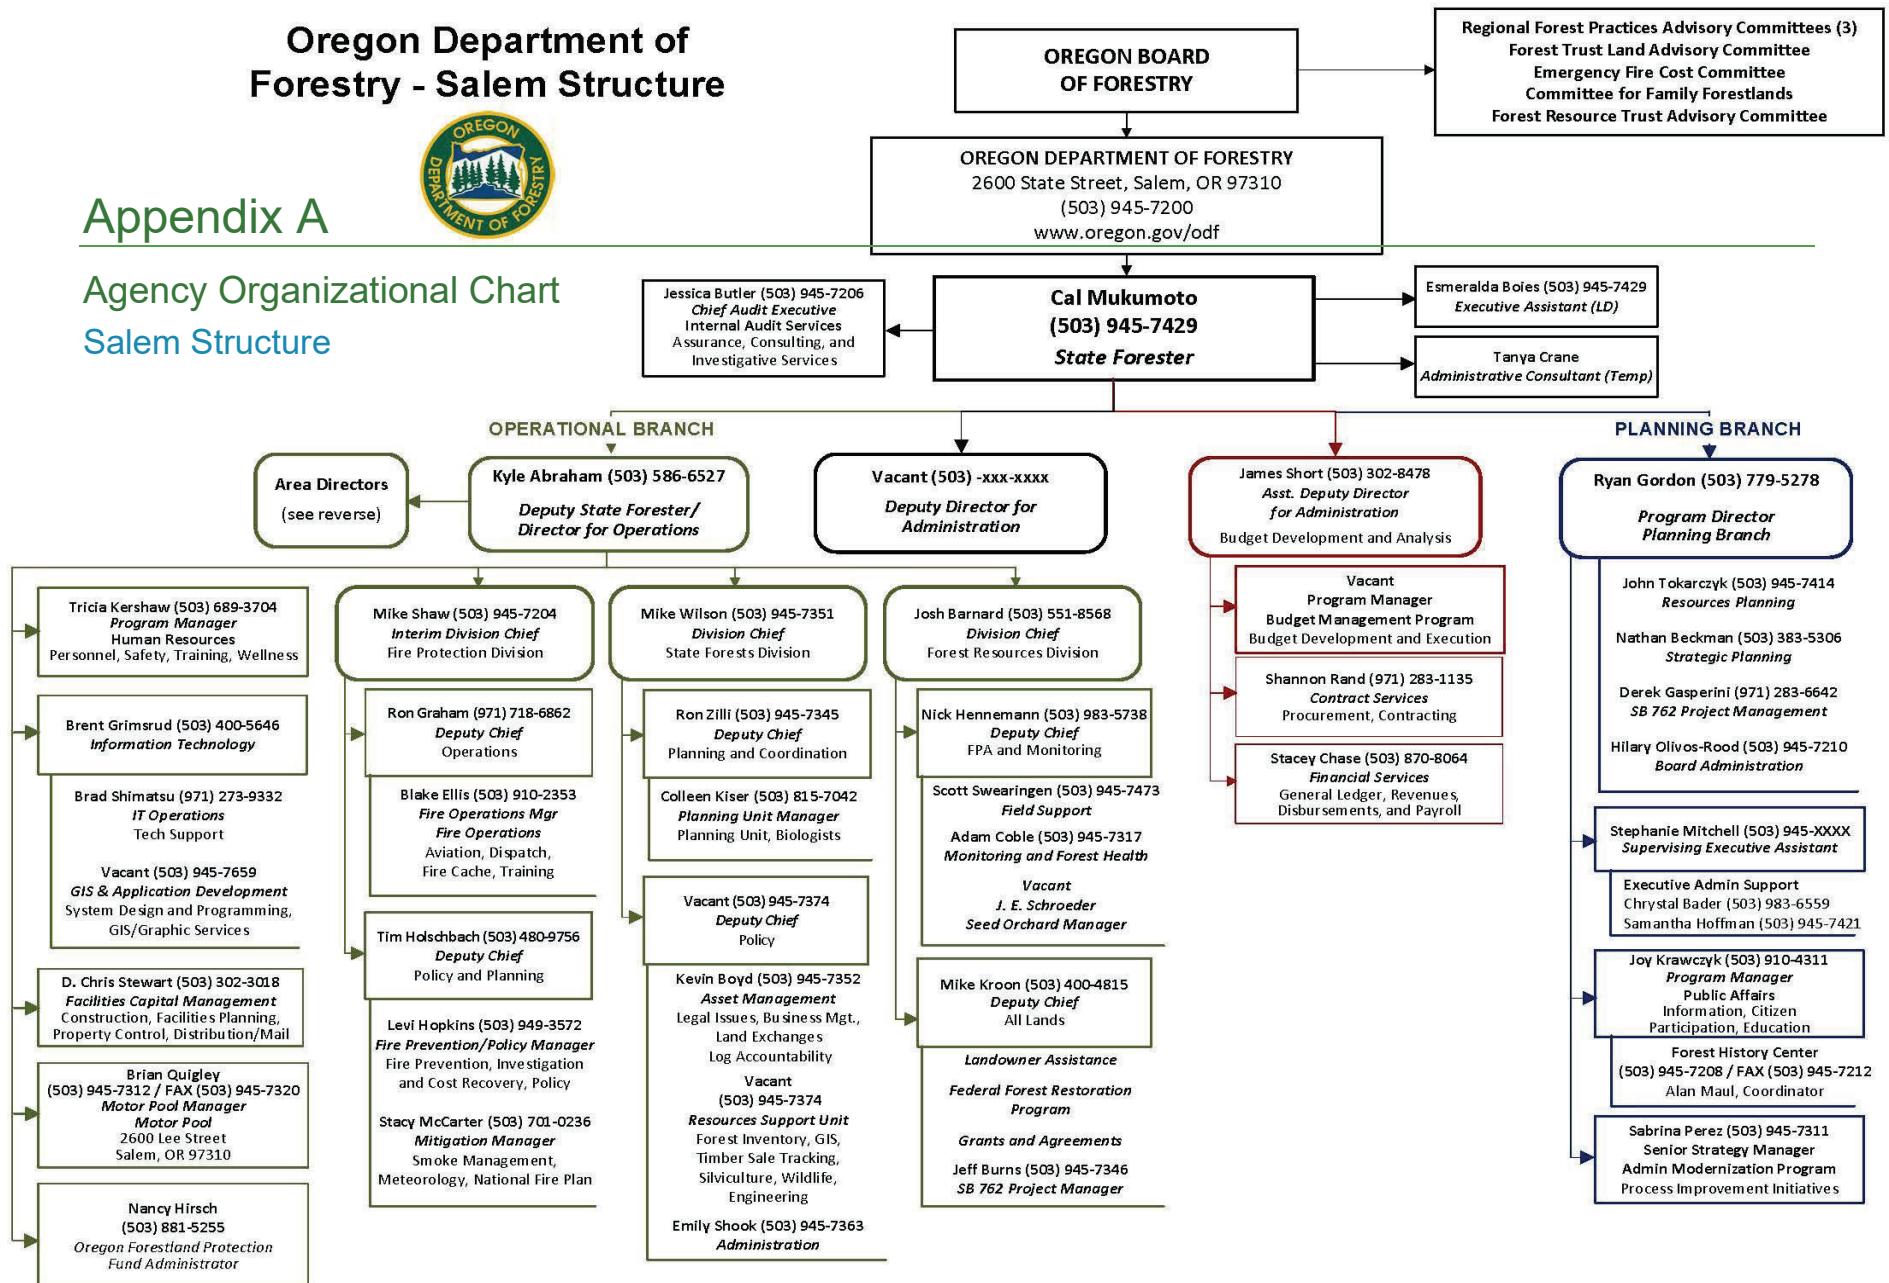 Oregon Department of
Forestry - Salem Structure
OREGON
DEPARTMENT OF FORESTRY
Appendix A
Agency Organizational Chart
Salem Structure
OREGON BOARD
OF FORESTRY
Regional Forest Practices Advisory Committees (3)
Forest Trust Land Advisory Committee
Emergency Fire Cost Committee
Committee for Family Forestlands
Forest Resource Trust Advisory Committee
OREGON DEPARTMENT OF FORESTRY
2600 State Street, Salem, OR 97310
(503) 945-7200
www.oregon.gov/odf
Jessica Butler (503) 945-7206
Chief Audit Executive
Internal Audit Services
Assurance, Consulting, and
Investigative Services
Cal Mukumoto
(503) 945-7429
State Forester
Esmeralda Boies (503) 945-7429
Executive Assistant (LD)
Tanya Crane
Administrative Consultant (Temp)
OPERATIONAL BRANCH
PLANNING BRANCH
Area Directors
(see reverse)
Kyle Abraham (503) 586-6527
Deputy State Forester/
Director for Operations
Vacant (503) -xxx-xxxx
Deputy Director for
Administration
James Short (503) 302-8478
Asst. Deputy Director
for Administration
Budget Development and Analysis
Ryan Gordon (503) 779-5278
Program Director
Planning Branch
Tricia Kershaw (503) 689-3704
Program Manager
Human Resources
Personnel, Safety, Training, Wellness
Brent Grimsrud (503) 400-5646
Information Technology
Brad Shimatsu (971) 273-9332
IT Operations
Tech Support
Vacant (503) 945-7659
GIS & Application Development
System Design and Programming,
GIS/Graphic Services
D. Chris Stewart (503) 302-3018
Facilities Capital Management
Construction, Facilities Planning,
Property Control, Distribution/Mail
Brian Quigley
(503) 945-7312 / FAX (503) 945-7320
Motor Pool Manager
Motor Pool
2600 Lee Street
Salem, OR 97310
Nancy Hirsch
(503) 881-5255
Oregon Forestland Protection
Fund Administrator
Mike Shaw (503) 945-7204
Interim Division Chief
Fire Protection Division
Ron Graham (971) 718-6862
Deputy Chief
Operations
Blake Ellis (503) 910-2353
Fire Operations Mgr
Fire Operations
Aviation, Dispatch,
Fire Cache, Training
Tim Holschbach (503) 480-9756
Deputy Chief
Policy and Planning
Levi Hopkins (503) 949-3572
Fire Prevention/Policy Manager
Fire Prevention, Investigation
and Cost Recovery, Policy
Stacy McCarter (503) 701-0236
Mitigation Manager
Smoke Management,
Meteorology, National Fire Plan
Mike Wilson (503) 945-7351
Division Chief
State Forests Division
Ron Zilli (503) 945-7345
Deputy Chief
Planning and Coordination
Colleen Kiser (503) 815-7042
Planning Unit Manager
Planning Unit, Biologists
Vacant (503) 945-7374
Deputy Chief
Policy
Kevin Boyd (503) 945-7352
Asset Management
Legal Issues, Business Mgt.,
Land Exchanges
Log Accountability
Vacant
(503) 945-7374
Resources Support Unit
Forest Inventory, GIS,
Timber Sale Tracking,
Silviculture, Wildlife,
Engineering
Emily Shook (503) 945-7363
Administration
Josh Barnard (503) 551-8568
Division Chief
Forest Resources Division
Nick Hennemann (503) 983-5738
Deputy Chief
FPA and Monitoring
Scott Swearingen (503) 945-7473
Field Support
Adam Coble (503) 945-7317
Monitoring and Forest Health
Vacant
J. E. Schroeder
Seed Orchard Manager
Mike Kroon (503) 400-4815
Deputy Chief
All Lands
Landowner Assistance
Federal Forest Restoration
Program
Grants and Agreements
Jeff Burns (503) 945-7346
SB 762 Project Manager
Vacant
Program Manager
Budget Management Program
Budget Development and Execution
Shannon Rand (971) 283-1135
Contract Services
Procurement, Contracting
Stacey Chase (503) 870-8064
Financial Services
General Ledger, Revenues,
Disbursements, and Payroll
John Tokarczyk (503) 945-7414
Resources Planning
Nathan Beckman (503) 383-5306
Strategic Planning
Derek Gasperini (971) 283-6642
SB 762 Project Management
Hilary Olivos-Rood (503) 945-7210
Board Administration
Stephanie Mitchell (503) 945-XXXX
Supervising Executive Assistant
Executive Admin Support
Chrystal Bader (503) 983-6559
Samantha Hoffman (503) 945-7421
Joy Krawczyk (503) 910-4311
Program Manager
Public Affairs
Information, Citizen
Participation, Education
Forest History Center
(503) 945-7208 / FAX (503) 945-7212
Alan Maul, Coordinator
Sabrina Perez (503) 945-7311
Senior Strategy Manager
Admin Modernization Program
Process Improvement Initiatives